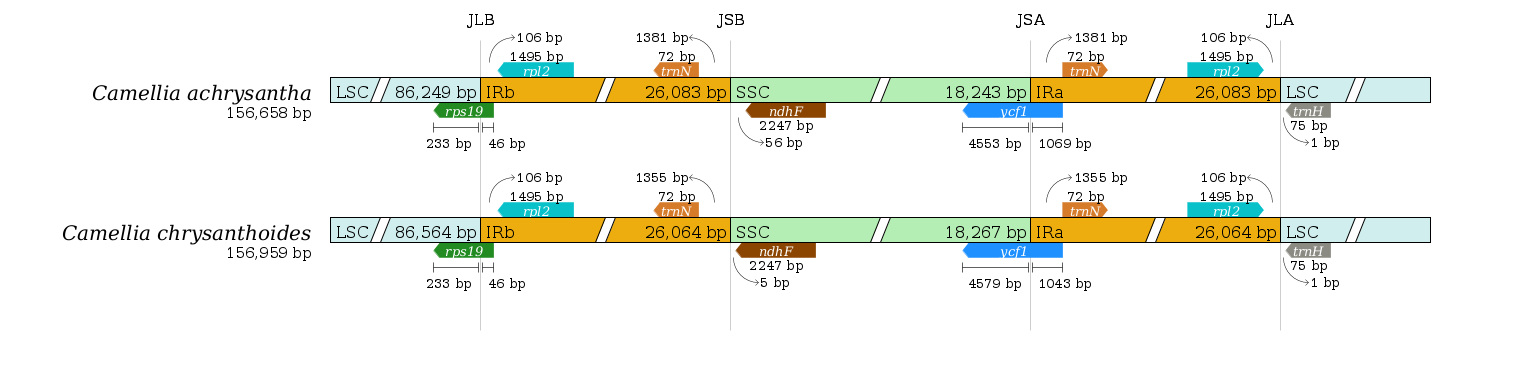 JLB JSB JSA JLA
106 bp 1381 bp 1381 bp 106 bp
1495 bp 72 bp 72 bp 1495 bp
rpl2 trnN trnN rpl2
Camellia achrysantha LSC 86,249 bp IRb 26,083 bp SSC 18,243 bp IRa 26,083 bp LSC
156,658 bp rps19 ndhF ycf1 trnH
2247 bp 75 bp
233 bp 46 bp 56 bp 4553 bp 1069 bp 1 bp
106 bp 1355 bp 1355 bp 106 bp
1495 bp 72 bp 72 bp 1495 bp
rpl2 trnN trnN rpl2
Camellia chrysanthoides LSC 86,564 bp IRb 26,064 bp SSC 18,267 bp IRa 26,064 bp LSC
156,959 bp rps19 ndhF ycf1 trnH
2247 bp 75 bp
233 bp 46 bp 5 bp 4579 bp 1043 bp 1 bp